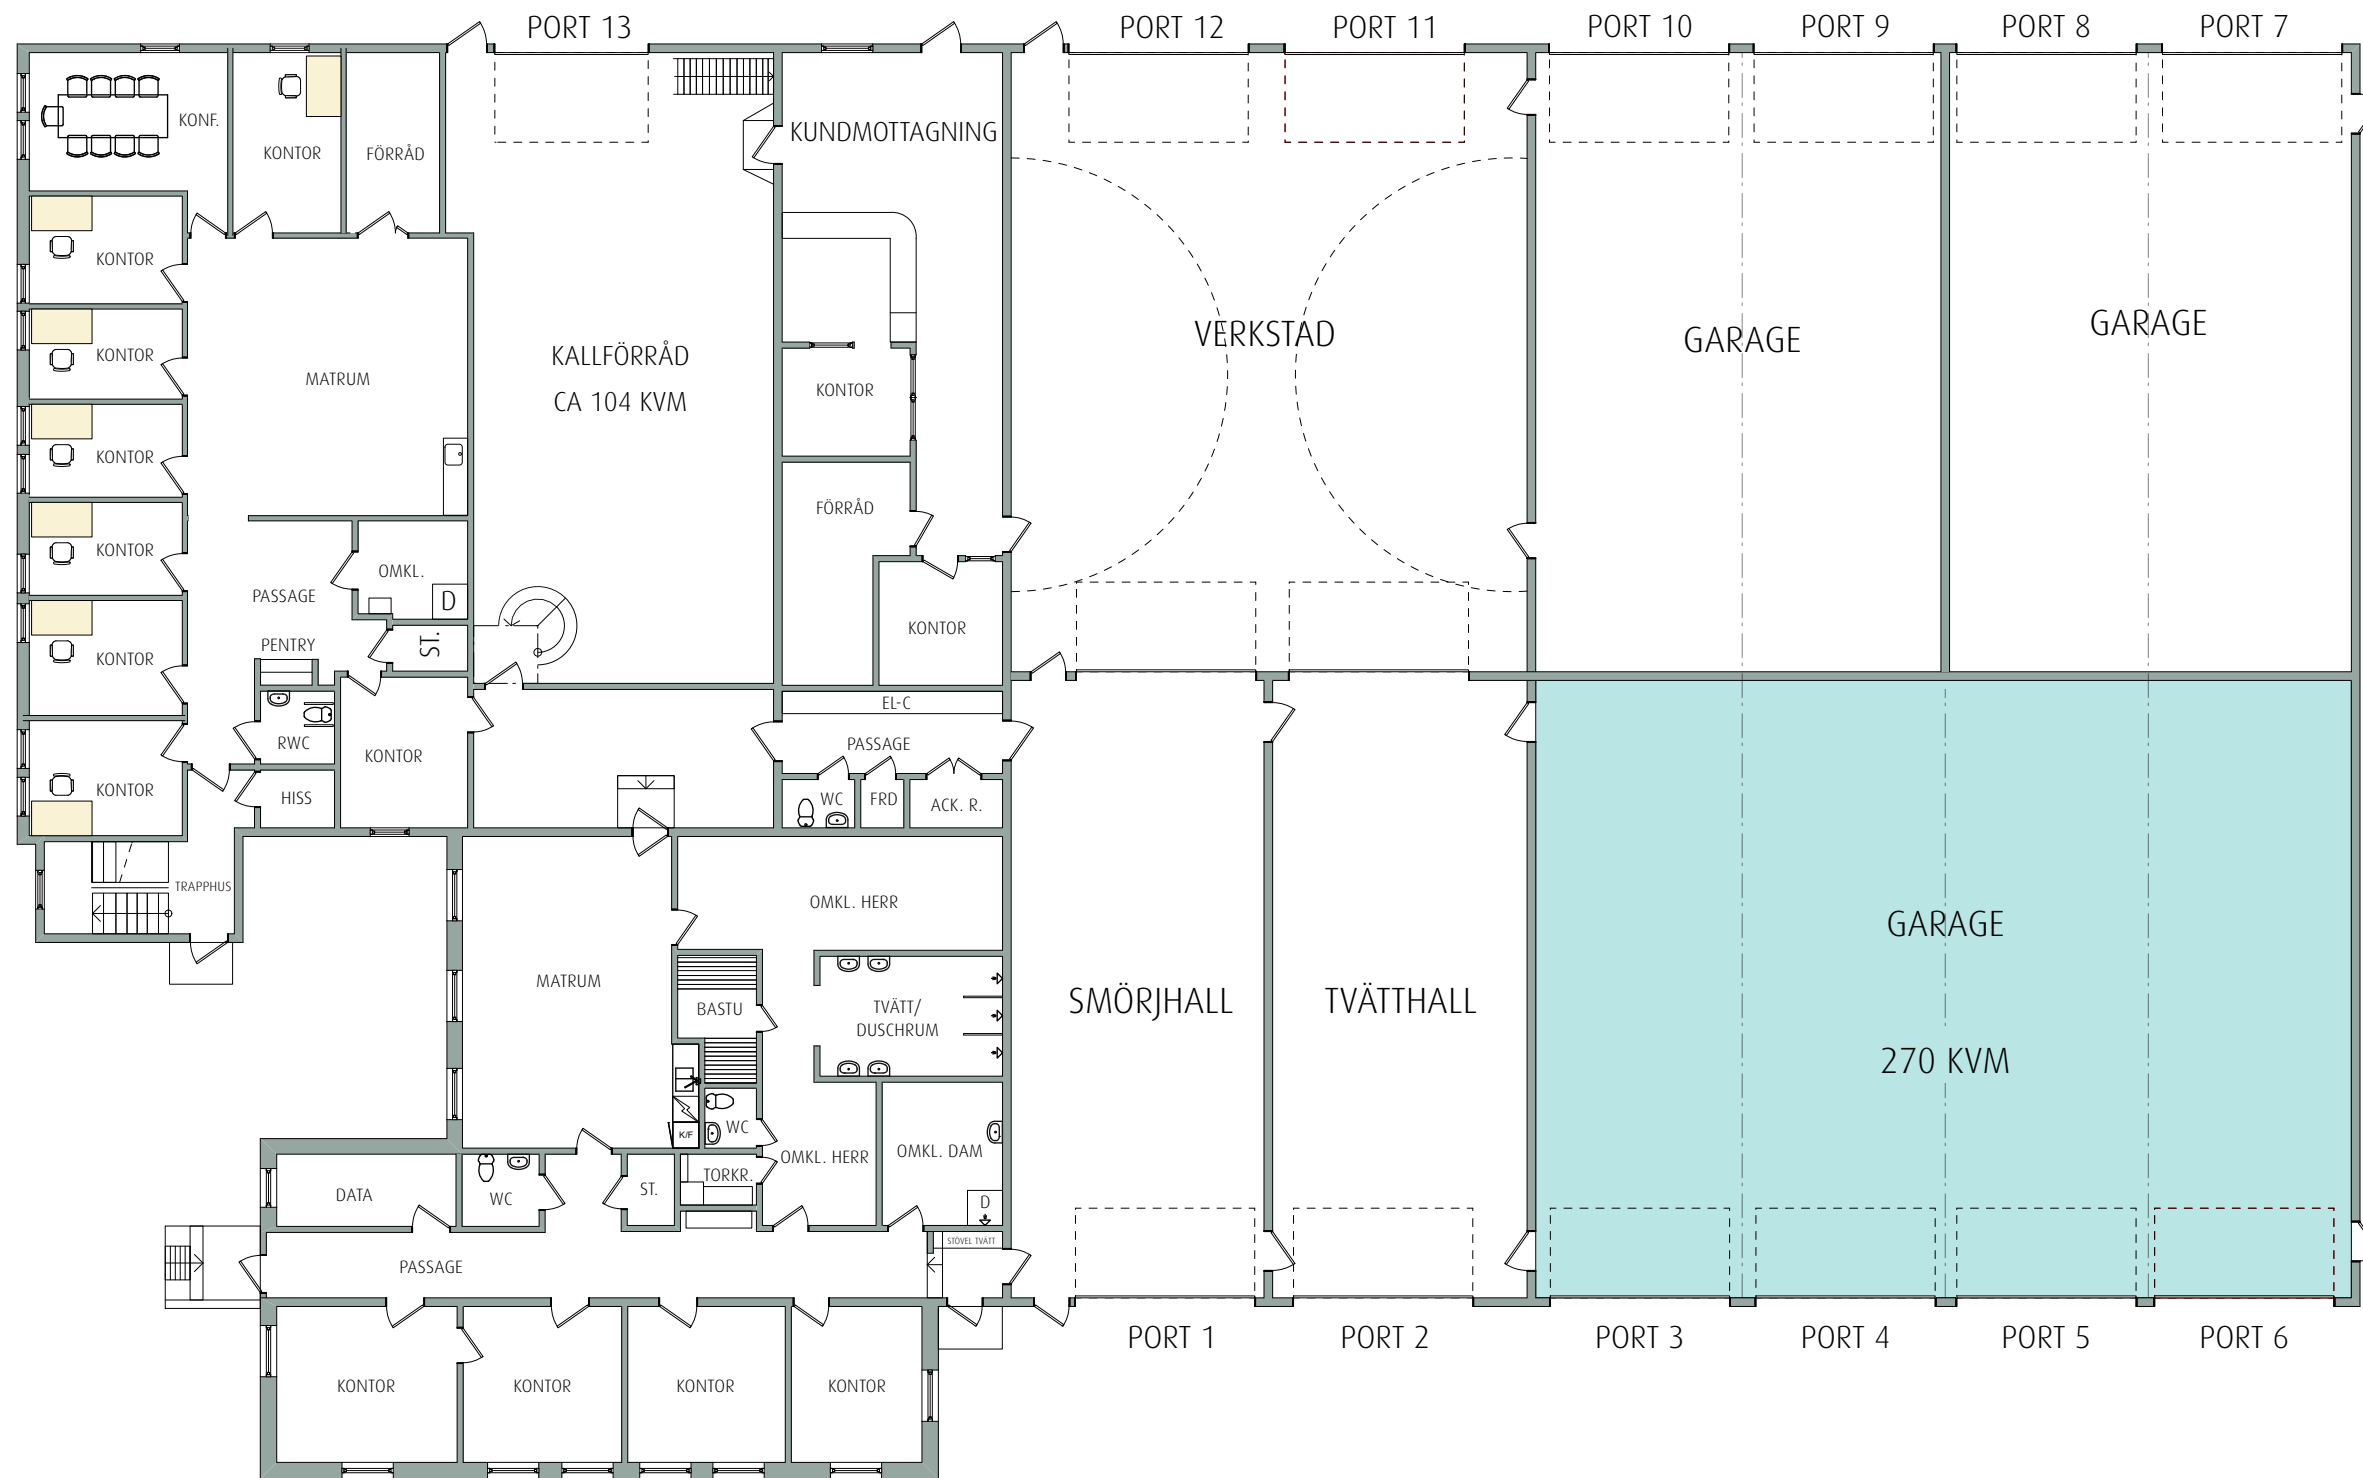 PORT 13
PORT 12
PORT 11
PORT 10
PORT 9
PORT 8
PORT 7
KONF.
KONTOR
FÖRRÅD
KUNDMOTTAGNING
KONTOR
KONTOR
MATRUM
KALLFÖRRÅD
CA 104 KVM
KONTOR
VERKSTAD
GARAGE
GARAGE
KONTOR
FÖRRÅD
KONTOR
OMKL.
D
PASSAGE
PENTRY
ST.
KONTOR
KONTOR
RWC
KONTOR
EL-C
PASSAGE
KONTOR
HISS
WC
FRD
ACK. R.
TRAPPHUS
OMKL. HERR
GARAGE
270 KVM
MATRUM
BASTU
TVÄTT/
DUSCHRUM
SMÖRJHALL
TVÄTTHALL
K/F
WC
OMKL. HERR
OMKL. DAM
DATA
WC
ST.
TORKR.
D
STÖVEL TVÄTT
PASSAGE
PORT 1
PORT 2
PORT 3
PORT 4
PORT 5
PORT 6
KONTOR
KONTOR
KONTOR
KONTOR